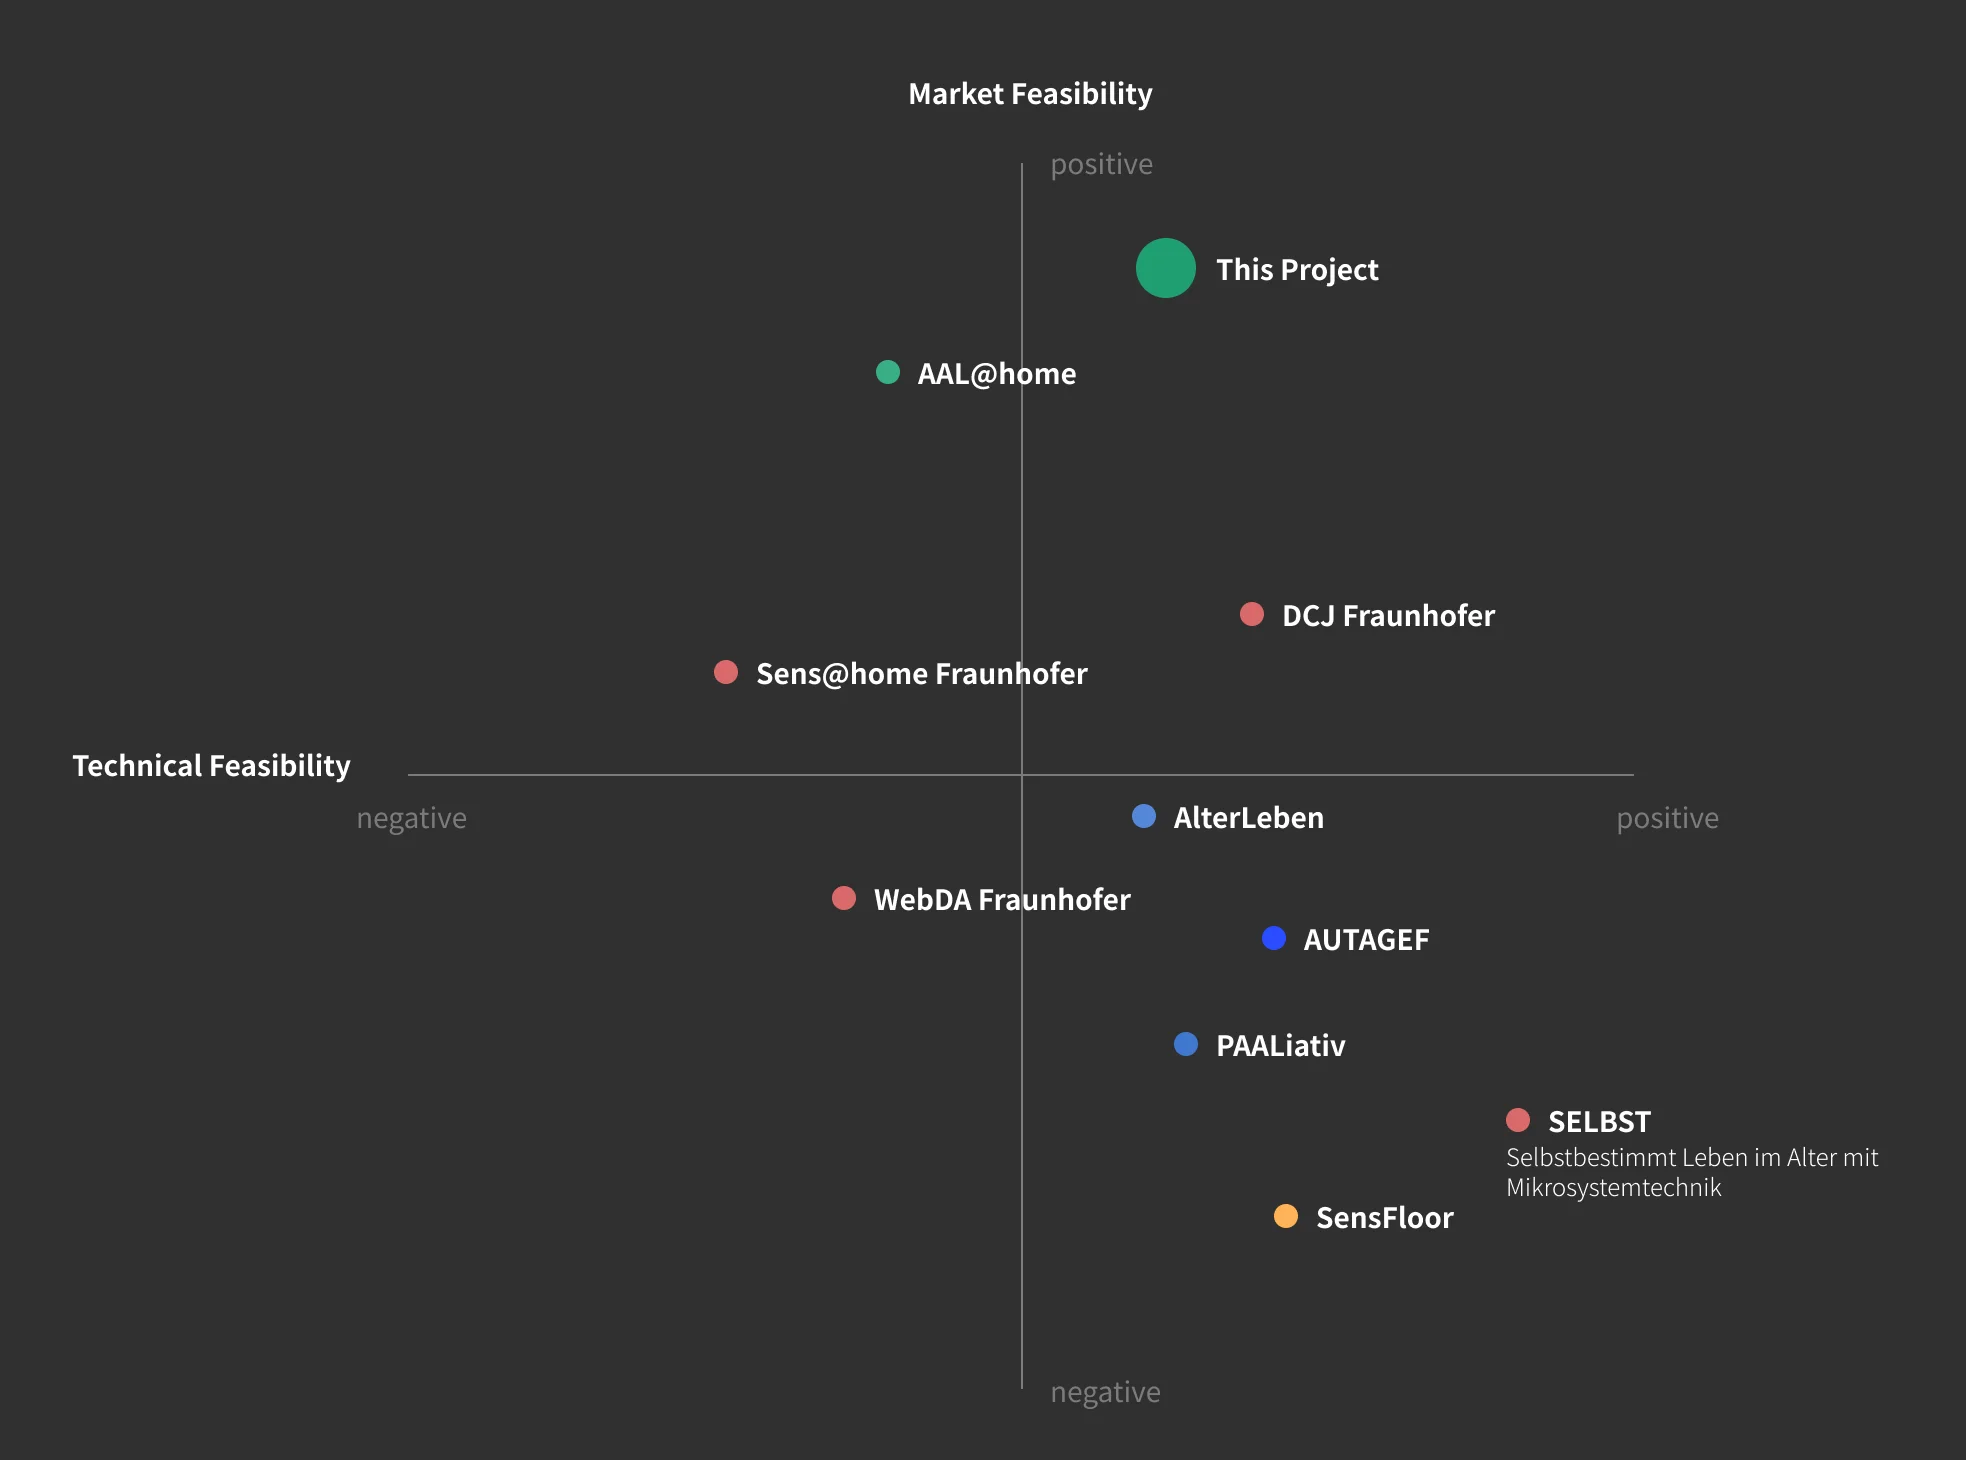 Market Feasibility
positive
This Project
AAL@home
DCJ Fraunhofer
Sens@home Fraunhofer
Technical Feasibility
negative
positive
AlterLeben
WebDA Fraunhofer
AUTAGEF
PAALiativ
SELBST
Selbstbestimmt Leben im Alter mit
Mikrosystemtechnik
SensFloor
negative